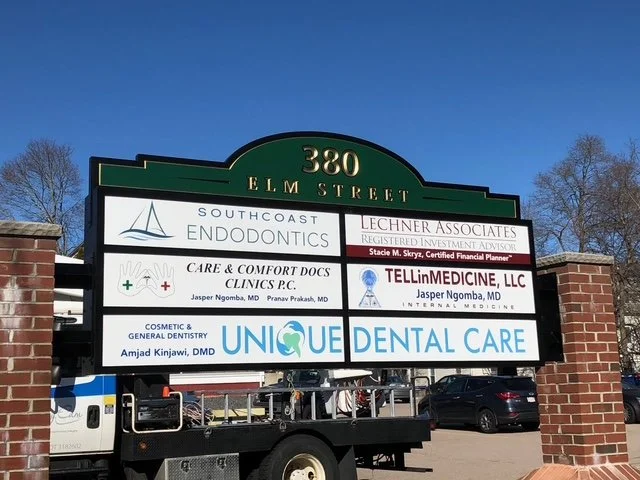 380
ELM STREET
SOUTHCOAST
ENDODONTICS
LECHNER ASSOCIATES
REGISTERED INVESTMENT ADVISOR
Stacie M. Skryz, Certified Financial Planner™
CARE & COMFORT DOCS
CLINICS P.C.
Jasper Ngomba, MD Pranav Prakash, MD
TELLinMEDICINE, LLC
Jasper Ngomba, MD
INTERNAL MEDICINE
COSMETIC &
GENERAL DENTISTRY
Amjad Kinjawi, DMD
UNIQUE DENTAL CARE